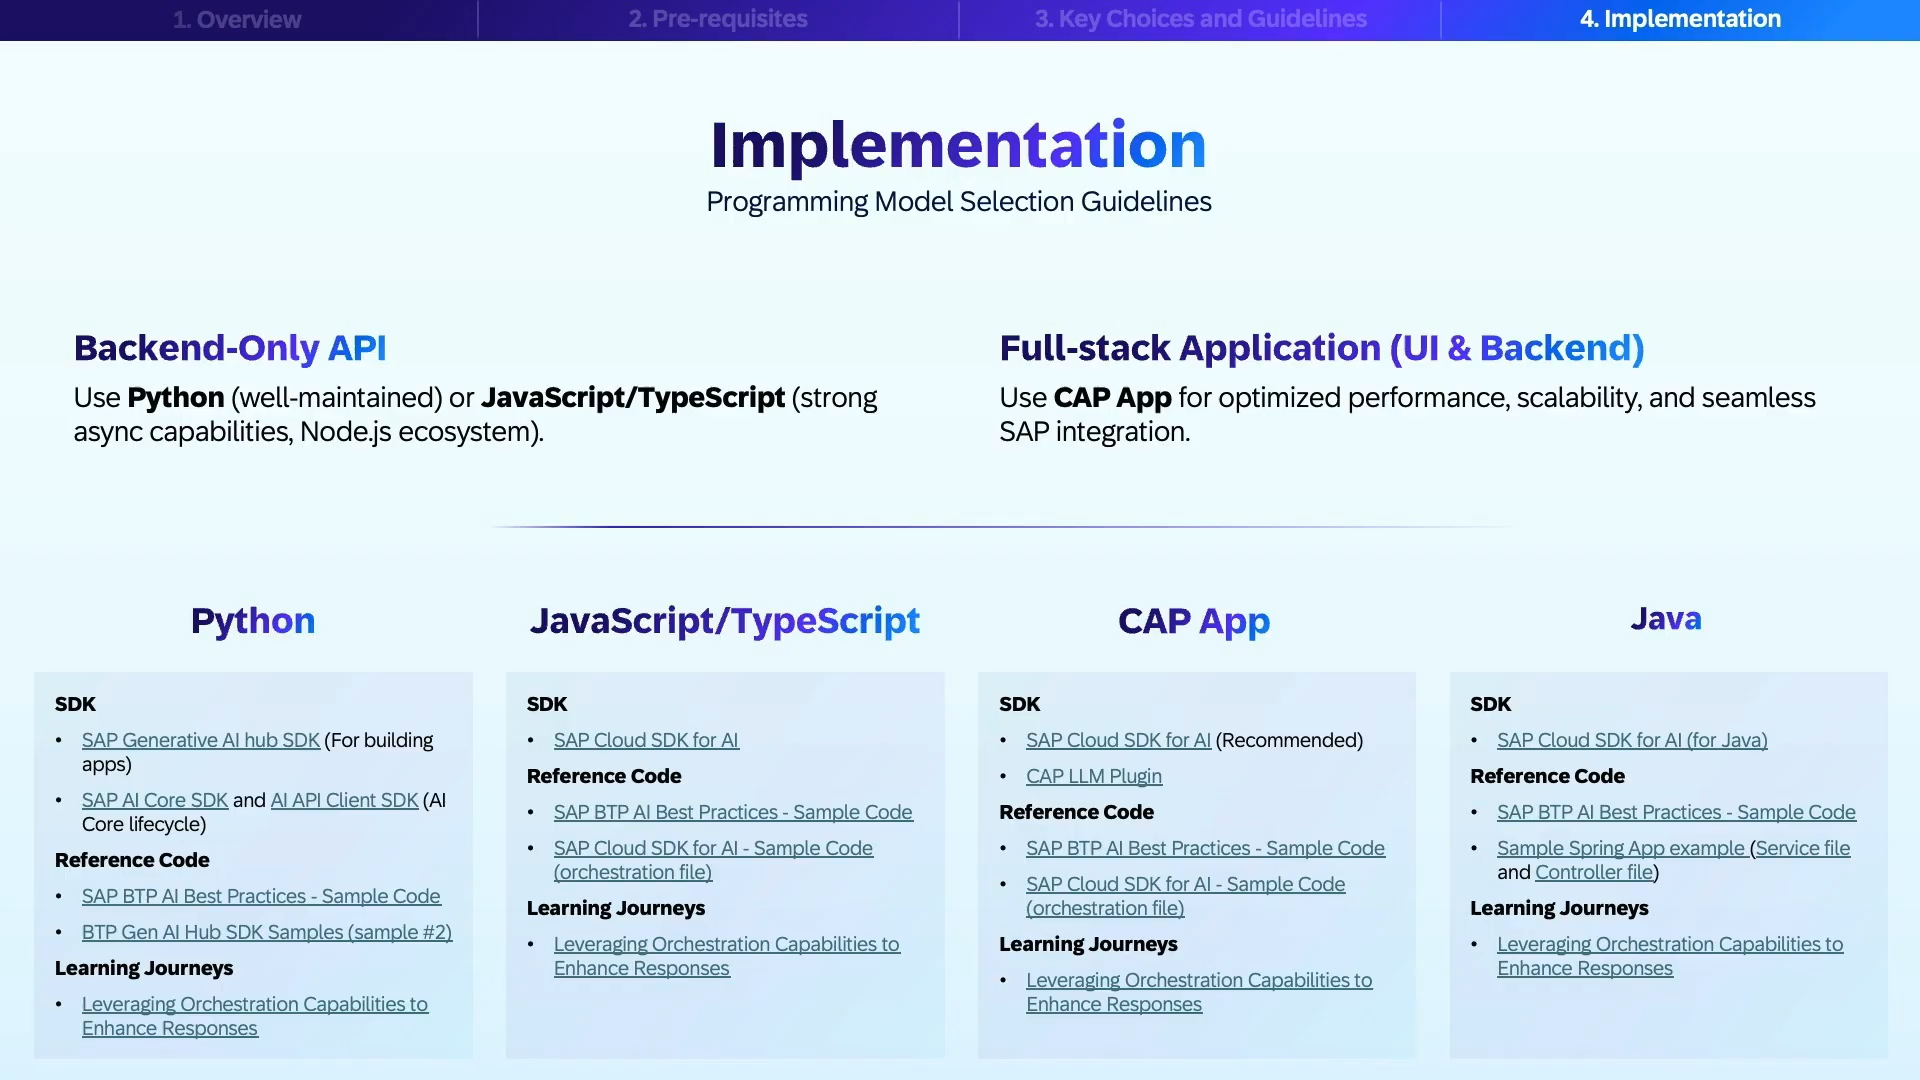 1. Overview
2. Pre-requisites
3. Key Choices and Guidelines
4. Implementation
Implementation
Programming Model Selection Guidelines
Backend-Only API
Use Python (well-maintained) or JavaScript/TypeScript (strong
async capabilities, Node.js ecosystem).
Full-stack Application (UI & Backend)
Use CAP App for optimized performance, scalability, and seamless
SAP integration.
Python
SDK
• SAP Generative AI hub SDK (For building
apps)
• SAP AI Core SDK and AI API Client SDK (AI
Core lifecycle)
Reference Code
• SAP BTP AI Best Practices - Sample Code
• BTP Gen AI Hub SDK Samples (sample #2)
Learning Journeys
• Leveraging Orchestration Capabilities to
Enhance Responses
JavaScript/TypeScript
SDK
• SAP Cloud SDK for AI
Reference Code
• SAP BTP AI Best Practices - Sample Code
• SAP Cloud SDK for AI - Sample Code
(orchestration file)
Learning Journeys
• Leveraging Orchestration Capabilities to
Enhance Responses
CAP App
SDK
• SAP Cloud SDK for AI (Recommended)
• CAP LLM Plugin
Reference Code
• SAP BTP AI Best Practices - Sample Code
• SAP Cloud SDK for AI - Sample Code
(orchestration file)
Learning Journeys
• Leveraging Orchestration Capabilities to
Enhance Responses
Java
SDK
• SAP Cloud SDK for AI (for Java)
Reference Code
• SAP BTP AI Best Practices - Sample Code
• Sample Spring App example (Service file
and Controller file)
Learning Journeys
• Leveraging Orchestration Capabilities to
Enhance Responses